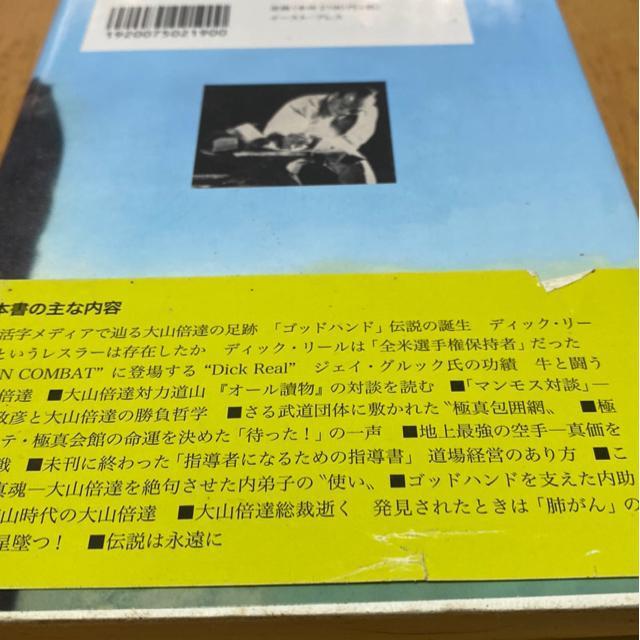 1920075021900
イースト・プレス
本書の主な内容
活字メディアで辿る大山倍達の足跡 「ゴッドハンド」伝説の誕生 ディック・リー
というレスラーは存在したか ディック・リールは「全米選手権保持者」だった
N COMBAT”に登場する“Dick Real” ジェイ・グルック氏の功績 牛と闘う
倍達 ■大山倍達対力道山 『オール讀物』の対談を読む ■「マンモス対談」―
政彦と大山倍達の勝負哲学 ■さる武道団体に敷かれた〝極真包囲網〟 ■極
テ・極真会館の命運を決めた「待った！」の一声 ■地上最強の空手―真価を
戦 ■未刊に終わった「指導者になるための指導書」 道場経営のあり方 ■こ
真魂―大山倍達を絶句させた内弟子の〝使い〟 ■ゴッドハンドを支えた内助
山時代の大山倍達 ■大山倍達総裁逝く 発見されたときは「肺がん」の
星墜つ！ ■伝説は永遠に